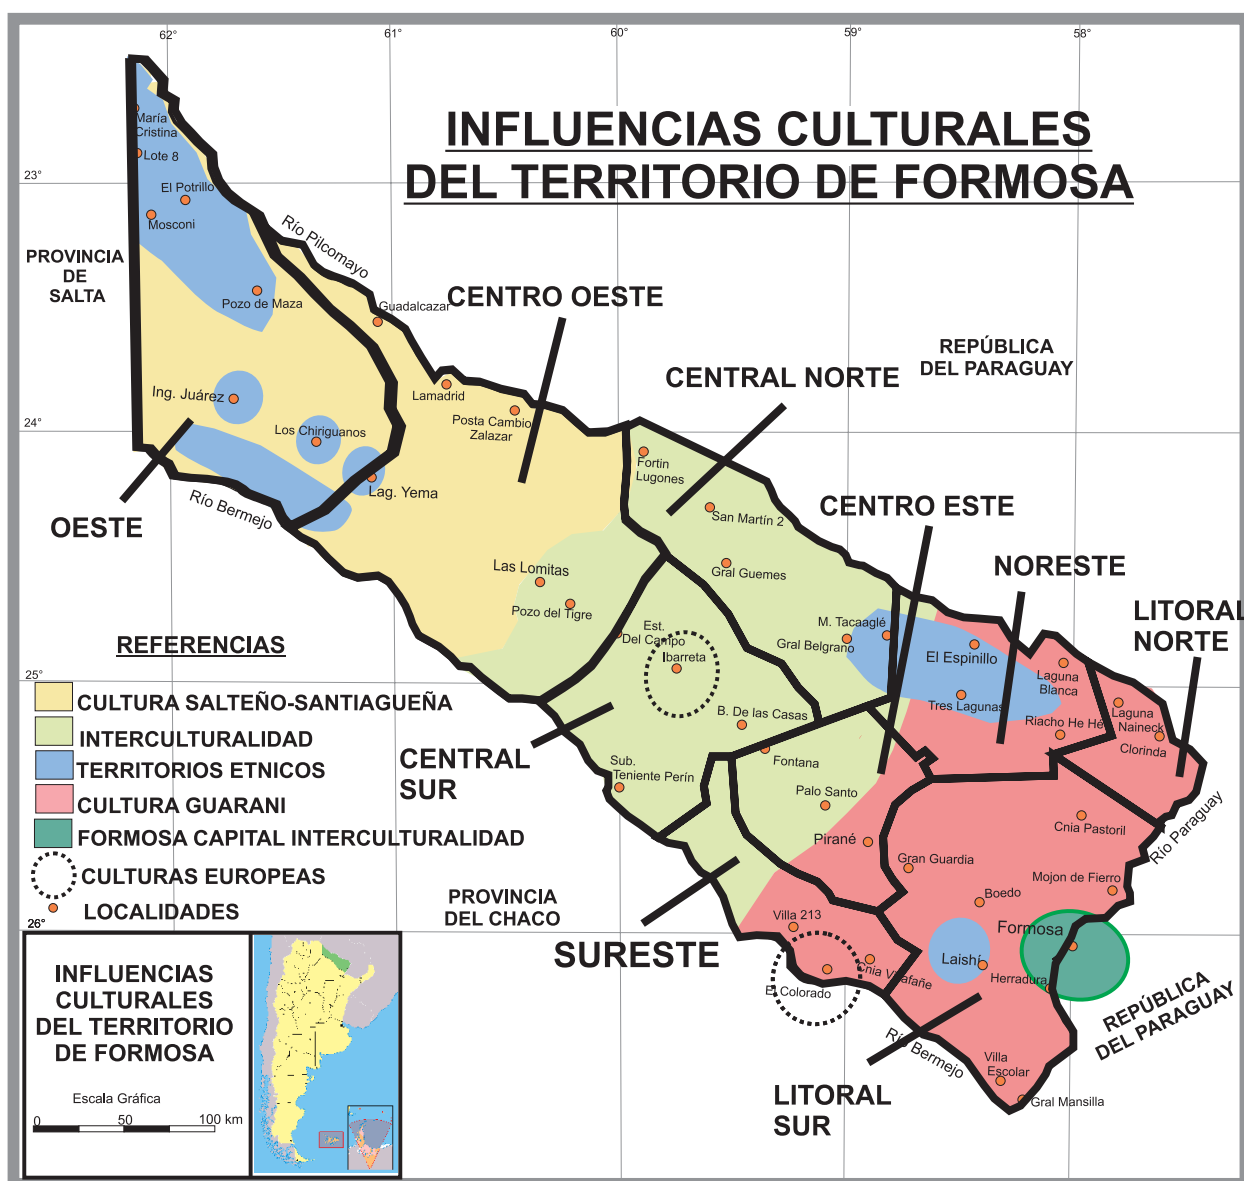 62°
61°
60°
59°
58°
INFLUENCIAS CULTURALES
DEL TERRITORIO DE FORMOSA
María
Cristina
Lote 8
23°
El Potrillo
Mosconi
Río Pilcomayo
PROVINCIA
DE
SALTA
Pozo de Maza
Guadalcazar
CENTRO OESTE
REPÚBLICA
DEL PARAGUAY
CENTRAL NORTE
Ing. Juárez
Lamadrid
Posta Cambio
Zalazar
24°
Los Chiriguanos
Fortin
Lugones
Lag. Yema
Río Bermejo
OESTE
San Martín 2
CENTRO ESTE
Las Lomitas
Gral Guemes
NORESTE
Pozo del Tigre
LITORAL
NORTE
Est.
Del Campo
M. Tacaaglé
Gral Belgrano
Ibarreta
El Espinillo
REFERENCIAS
25°
Laguna
Blanca
CULTURA SALTEÑO-SANTIAGUEÑA
Tres Lagunas
Laguna
Naineck
B. De las Casas
Riacho He Hé
INTERCULTURALIDAD
Clorinda
CENTRAL
SUR
Sub.
Teniente Perín
Fontana
TERRITORIOS ETNICOS
Palo Santo
CULTURA GUARANI
Cnia Pastoril
Río Paraguay
FORMOSA CAPITAL INTERCULTURALIDAD
Pirané
Gran Guardia
CULTURAS EUROPEAS
Mojon de Fierro
PROVINCIA
DEL CHACO
Boedo
LOCALIDADES
26°
Villa 213
Formosa
SURESTE
Laishí
Cnia Villafañe
Herradura
El Colorado
REPÚBLICA
DEL PARAGUAY
Río Bermejo
LITORAL
SUR
Villa
Escolar
Gral Mansilla
INFLUENCIAS
CULTURALES
DEL TERRITORIO
DE FORMOSA
Escala Gráfica
0 50 100 km